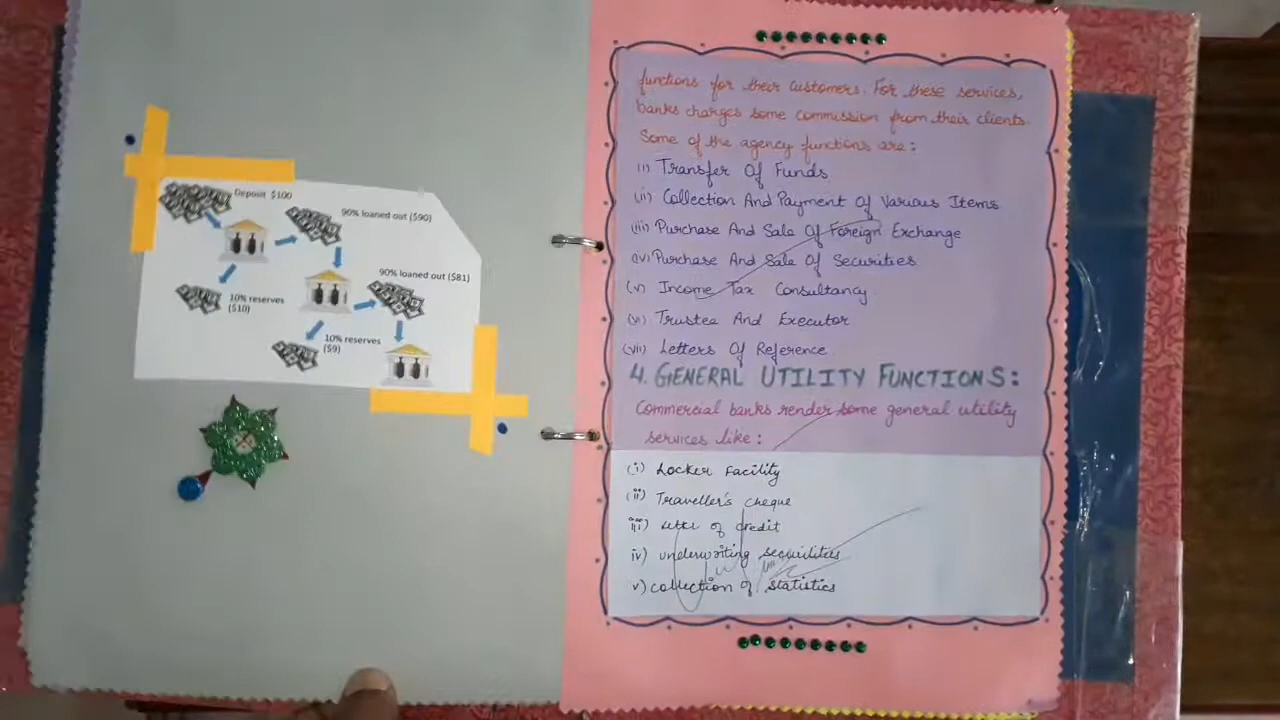 Deposit $100
90% loaned out ($90)
90% loaned out ($81)
10% reserves
($10)
10% reserves
($9)
functions for their customers. For these services,
banks charges some commission from their clients.
Some of the agency functions are:
(i) Transfer Of Funds
(ii) Collection And Payment Of Various Items
(iii) Purchase And Sale Of Foreign Exchange
(iv) Purchase And Sale Of Securities
(v) Income Tax Consultancy
(vi) Trustee And Executor
(vii) Letters Of Reference
4. GENERAL UTILITY FUNCTIONS:
Commercial banks render some general utility
services like:
(i) Locker Facility
(ii) Traveller's cheque
iii) Letter of credit
iv) underwriting securilities
v) collection of statistics